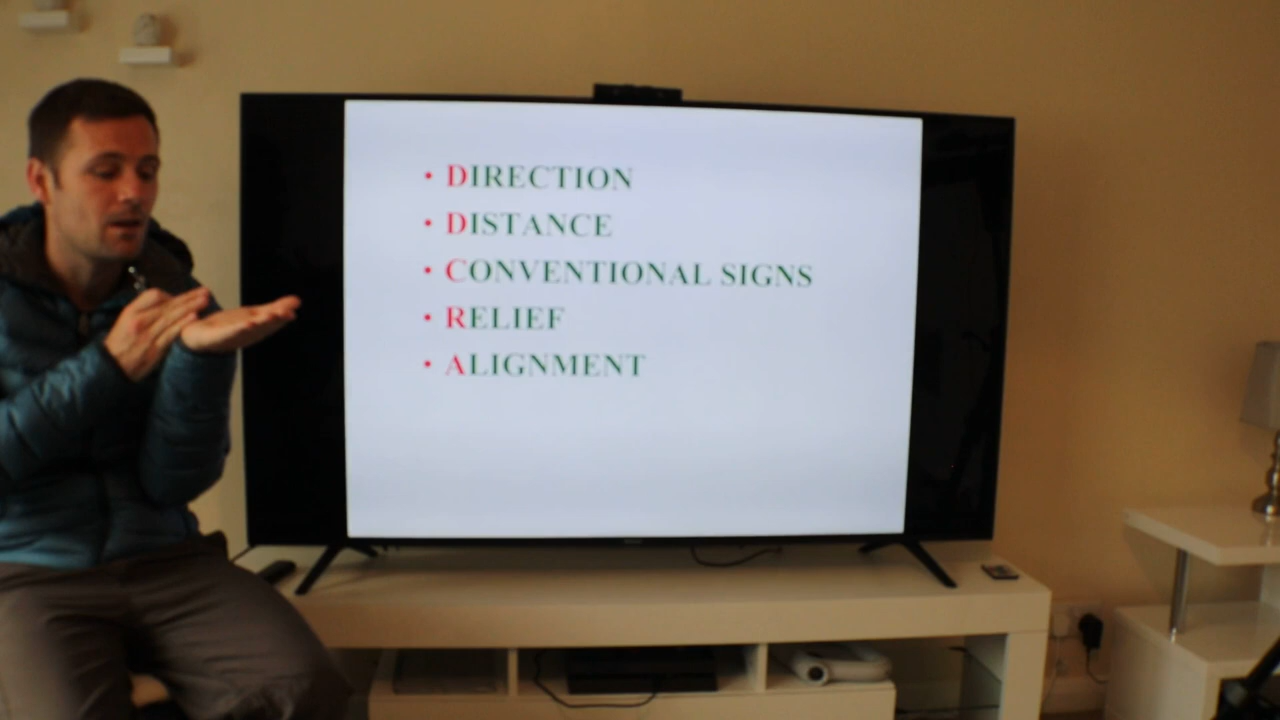 • DIRECTION
• DISTANCE
• CONVENTIONAL SIGNS
• RELIEF
• ALIGNMENT